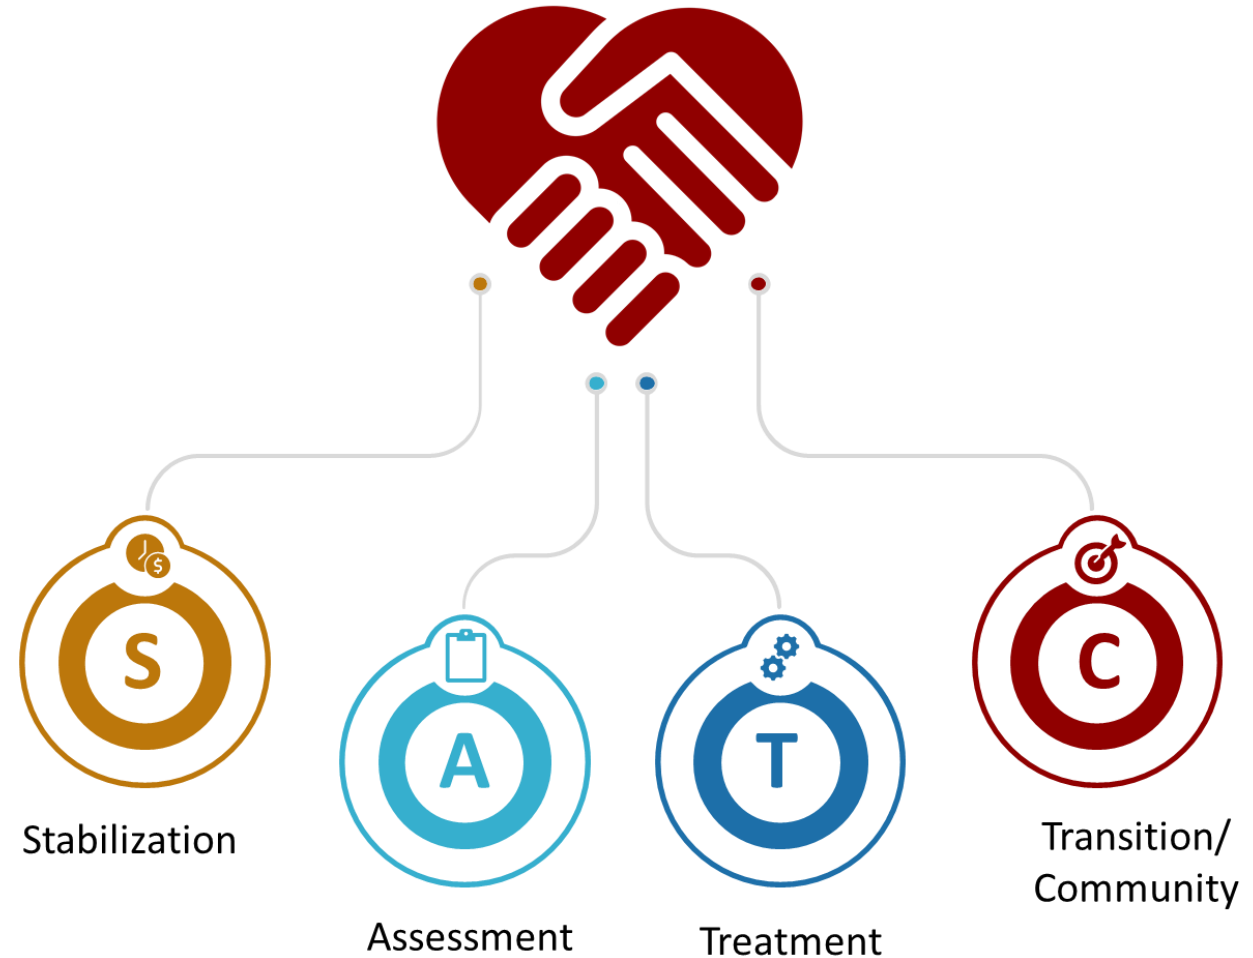 $
S
Stabilization
A
Assessment
T
Treatment
C
Transition/
Community